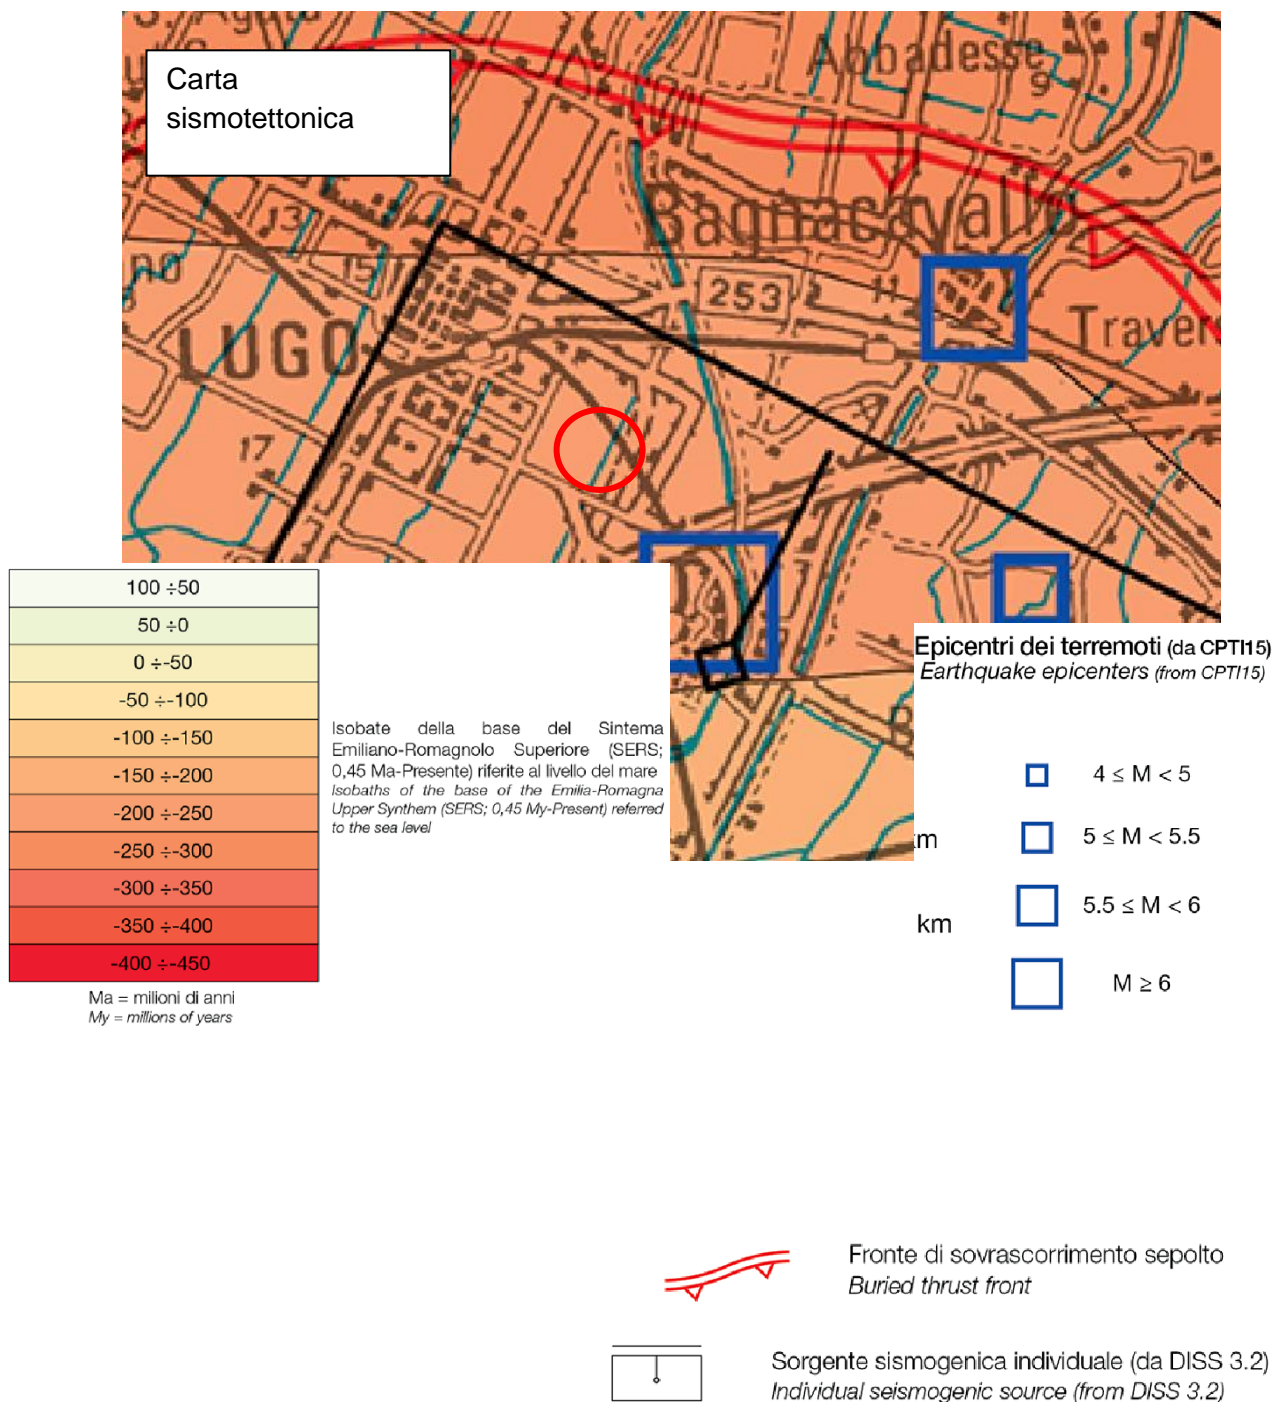 S. Agata
Carta
sismotettonica
Abbadesse
9
Bagnacavallo
13
15
253
11
LUGO
Traver
17
100 ÷50
50 ÷0
0 ÷-50
-50 ÷-100
-100 ÷-150
-150 ÷-200
-200 ÷-250
-250 ÷-300
-300 ÷-350
-350 ÷-400
-400 ÷-450
Ma = milioni di anni
My = millions of years
Isobate della base del Sintema
Emiliano-Romagnolo Superiore (SERS;
0,45 Ma-Presente) riferite al livello del mare
Isobaths of the base of the Emilia-Romagna
Upper Synthem (SERS; 0,45 My-Present) referred
to the sea level
Epicentri dei terremoti (da CPTI15)
Earthquake epicenters (from CPTI15)
B
4 ≤ M < 5
m
5 ≤ M < 5.5
5.5 ≤ M < 6
km
M ≥ 6
Fronte di sovrascorrimento sepolto
Buried thrust front
Sorgente sismogenica individuale (da DISS 3.2)
Individual seismogenic source (from DISS 3.2)